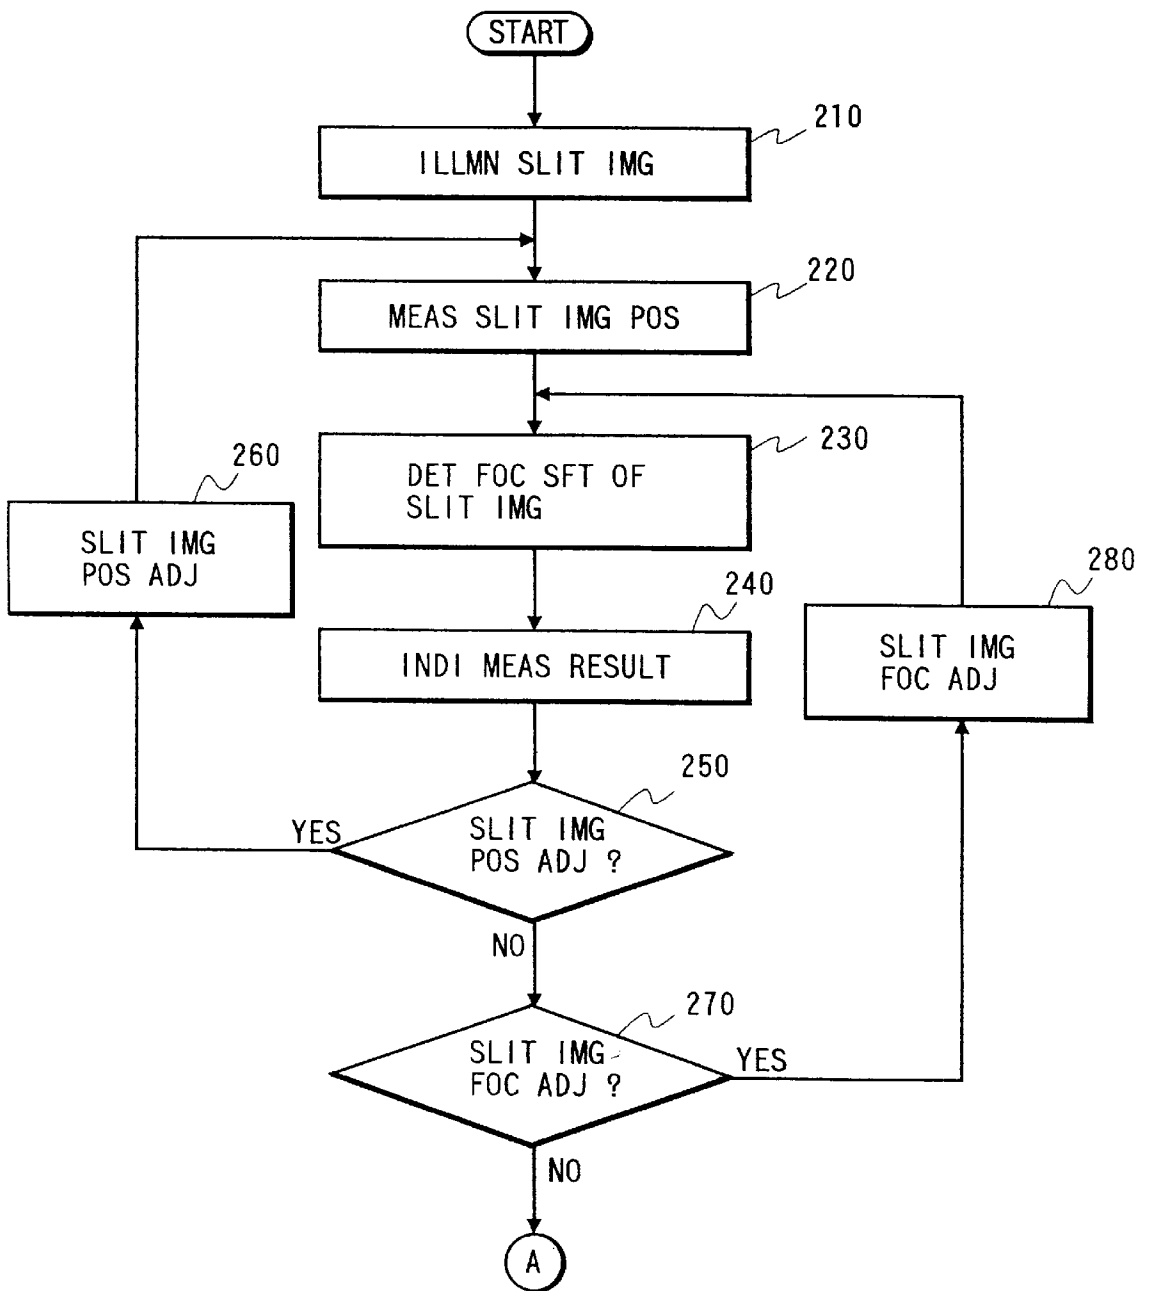 START
210
ILLMN SLIT IMG
220
MEAS SLIT IMG POS
230
DET FOC SFT OF
SLIT IMG
260
SLIT IMG
POS ADJ
240
INDI MEAS RESULT
280
SLIT IMG
FOC ADJ
250
YES
SLIT IMG
POS ADJ ?
NO
270
SLIT IMG
FOC ADJ ?
YES
NO
A